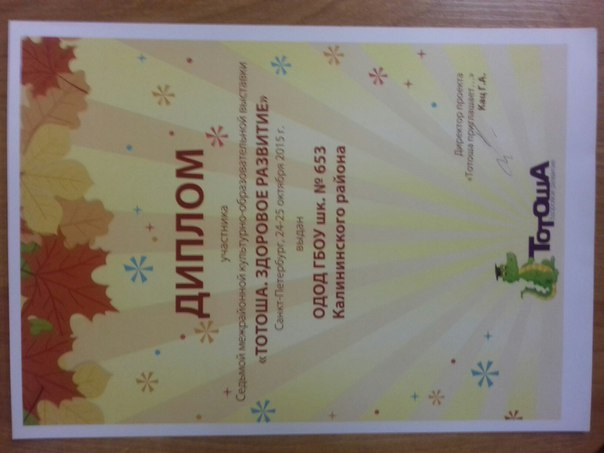 ДИПЛОМ
участника
Седьмой межрайонной культурно-образовательной выставки
«ТОТОША. ЗДОРОВОЕ РАЗВИТИЕ»
Санкт-Петербург, 24-25 октября 2015 г.
выдан
ОДОД ГБОУ шк. № 653
Калининского района
Директор проекта
«Тотоша приглашает...»
Кац Г.А.
ТотошА